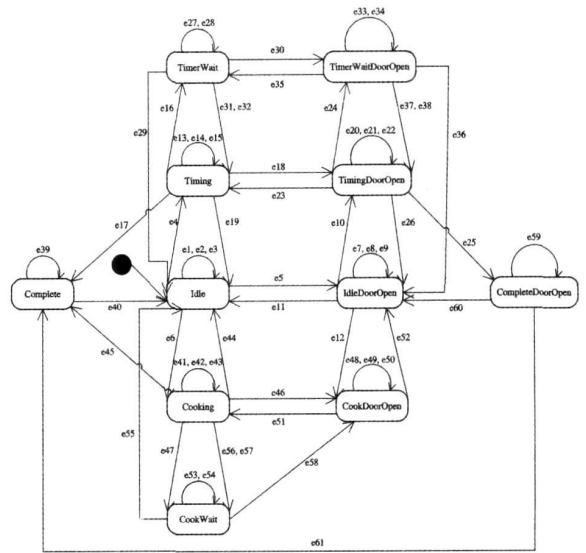 e27, e28
e33, e34
e30
TimerWait
TimerWaitDoorOpen
e35
e16
e31, e32
e24
e37, e38
e29
e13, e14, e15
e20, e21, e22
e36
e18
Timing
TimingDoorOpen
e23
e17
e4
e19
e10
e26
e25
e39
e1, e2, e3
e7, e8, e9
e59
e5
Complete
Idle
IdleDoorOpen
CompleteDoorOpen
e40
e11
e60
e6
e44
e12
e52
e45
e41, e42, e43
e48, e49, e50
e46
Cooking
CookDoorOpen
e51
e55
e47
e56, e57
e58
e53, e54
CookWait
e61